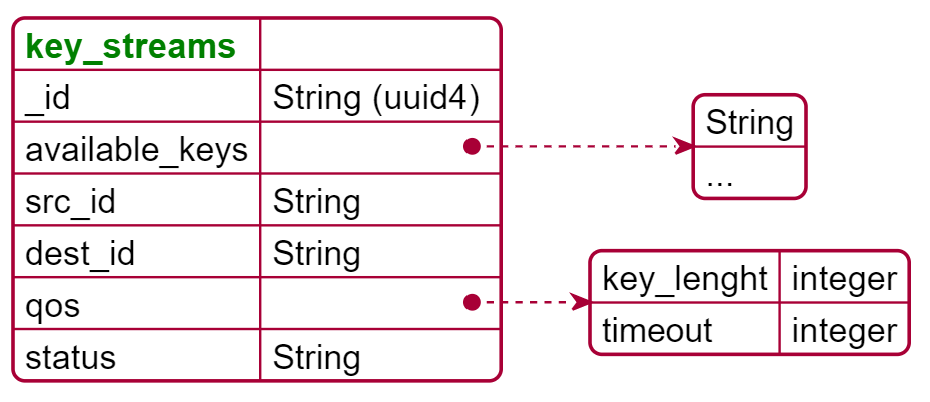 key_streams
_id String (uuid4)
available_keys
src_id String
dest_id String
qos
status String
String
...
key_lenght integer
timeout integer